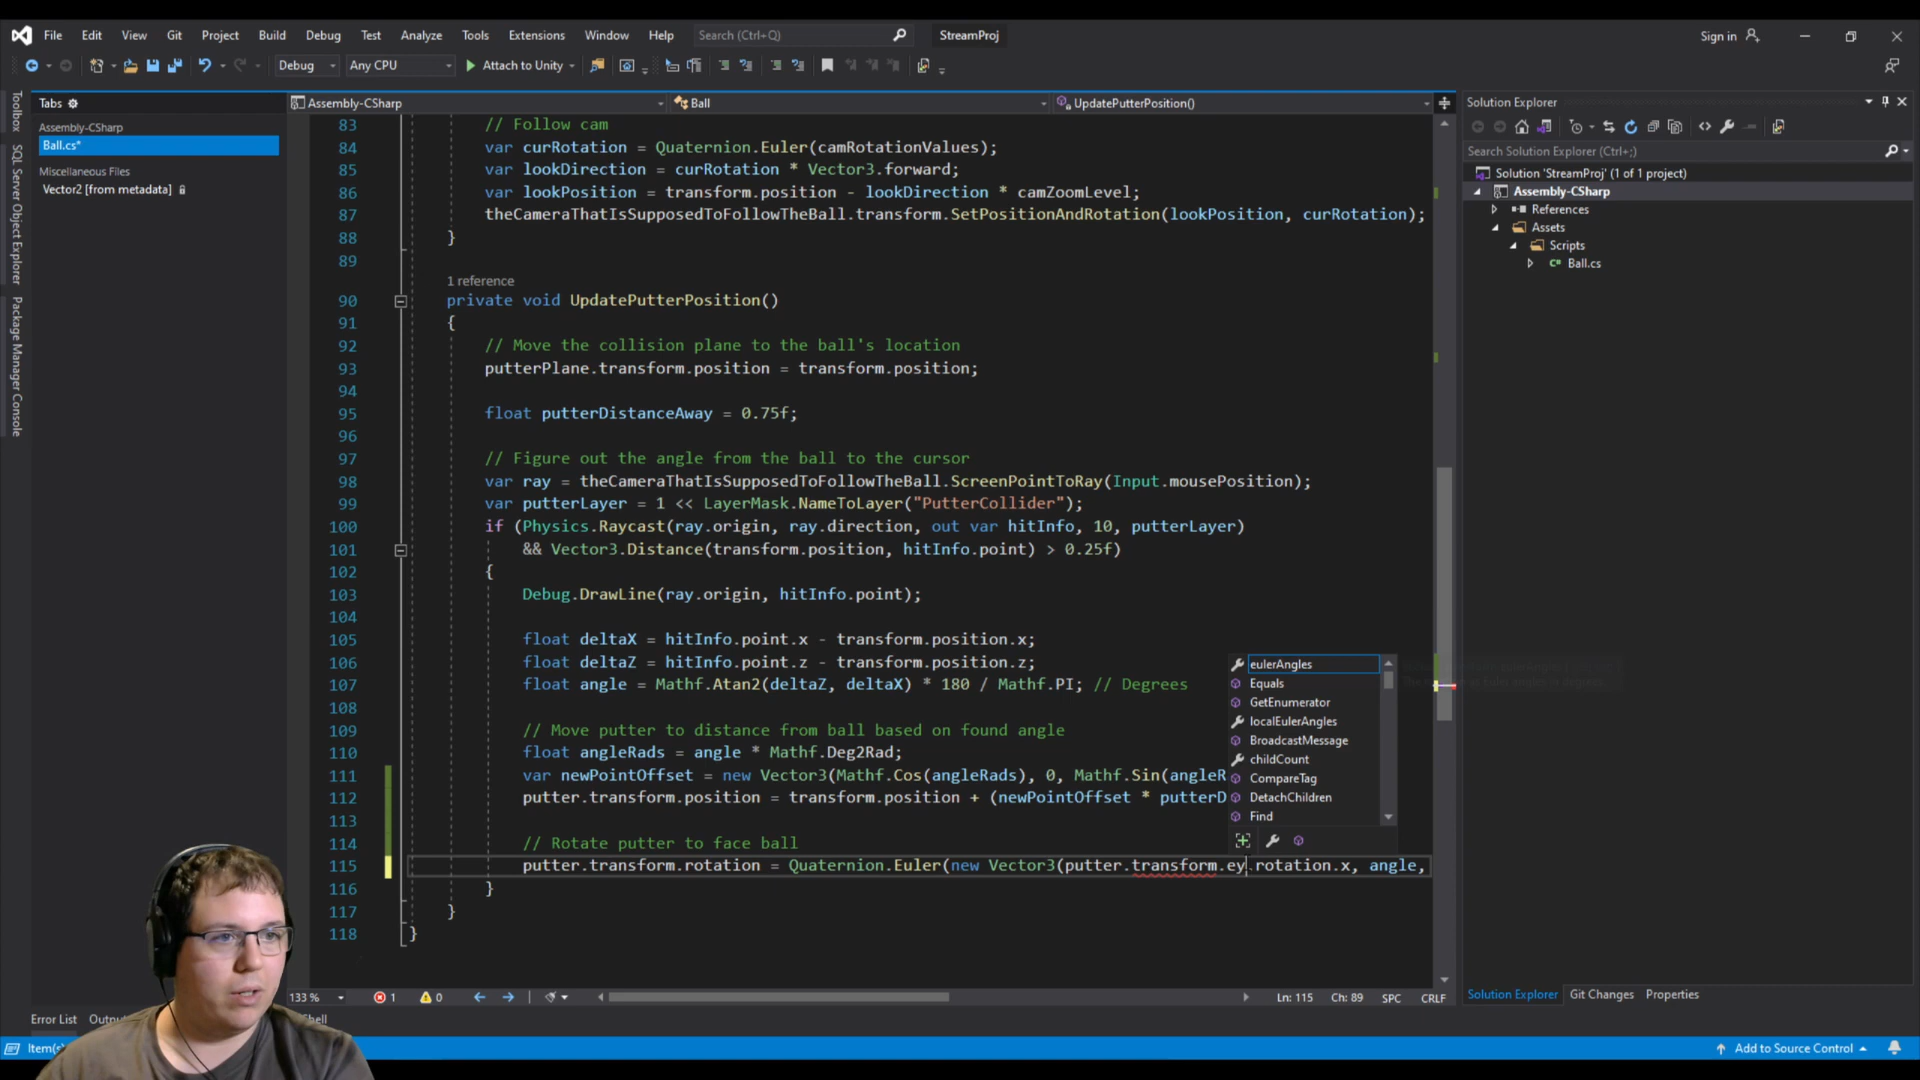 File Edit View Git Project Build Debug Test Analyze Tools Extensions Window Help Search (Ctrl+Q) StreamProj Sign in
Debug Any CPU Attach to Unity
Tabs
Assembly-CSharp
Ball.cs*
Miscellaneous Files
Vector2 [from metadata]
Toolbox
SQL Server Object Explorer
Package Manager Console
Assembly-CSharp Ball UpdatePutterPosition()
83 // Follow cam
84 var curRotation = Quaternion.Euler(camRotationValues);
85 var lookDirection = curRotation * Vector3.forward;
86 var lookPosition = transform.position - lookDirection * camZoomLevel;
87 theCameraThatIsSupposedToFollowTheBall.transform.SetPositionAndRotation(lookPosition, curRotation);
88 }
89
1 reference
90 private void UpdatePutterPosition()
91 {
92 // Move the collision plane to the ball's location
93 putterPlane.transform.position = transform.position;
94
95 float putterDistanceAway = 0.75f;
96
97 // Figure out the angle from the ball to the cursor
98 var ray = theCameraThatIsSupposedToFollowTheBall.ScreenPointToRay(Input.mousePosition);
99 var putterLayer = 1 << LayerMask.NameToLayer("PutterCollider");
100 if (Physics.Raycast(ray.origin, ray.direction, out var hitInfo, 10, putterLayer)
101 && Vector3.Distance(transform.position, hitInfo.point) > 0.25f)
102 {
103 Debug.DrawLine(ray.origin, hitInfo.point);
104
105 float deltaX = hitInfo.point.x - transform.position.x;
106 float deltaZ = hitInfo.point.z - transform.position.z;
107 float angle = Mathf.Atan2(deltaZ, deltaX) * 180 / Mathf.PI; // Degrees
108
109 // Move putter to distance from ball based on found angle
110 float angleRads = angle * Mathf.Deg2Rad;
111 var newPointOffset = new Vector3(Mathf.Cos(angleRads), 0, Mathf.Sin(angleR
112 putter.transform.position = transform.position + (newPointOffset * putterD
113
114 // Rotate putter to face ball
115 putter.transform.rotation = Quaternion.Euler(new Vector3(putter.transform.ey.rotation.x, angle,
116 }
117 }
118 }
eulerAngles
Equals
GetEnumerator
localEulerAngles
BroadcastMessage
childCount
CompareTag
DetachChildren
Find
Solution Explorer
Search Solution Explorer (Ctrl+;)
Solution 'StreamProj' (1 of 1 project)
Assembly-CSharp
References
Assets
Scripts
Ball.cs
133 % 1 0 Ln: 115 Ch: 89 SPC CRLF
Solution Explorer Git Changes Properties
Error List
Add to Source Control